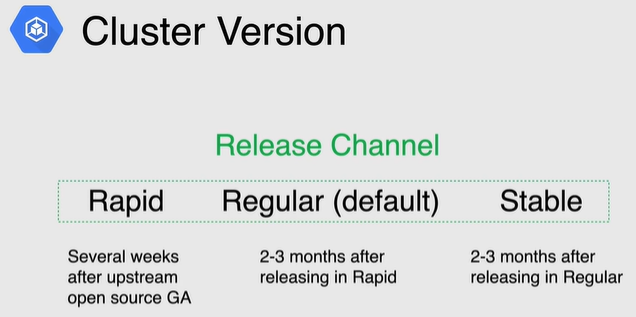 Cluster Version
Release Channel
Rapid Regular (default) Stable
Several weeks
after upstream
open source GA
2-3 months after
releasing in Rapid
2-3 months after
releasing in Regular